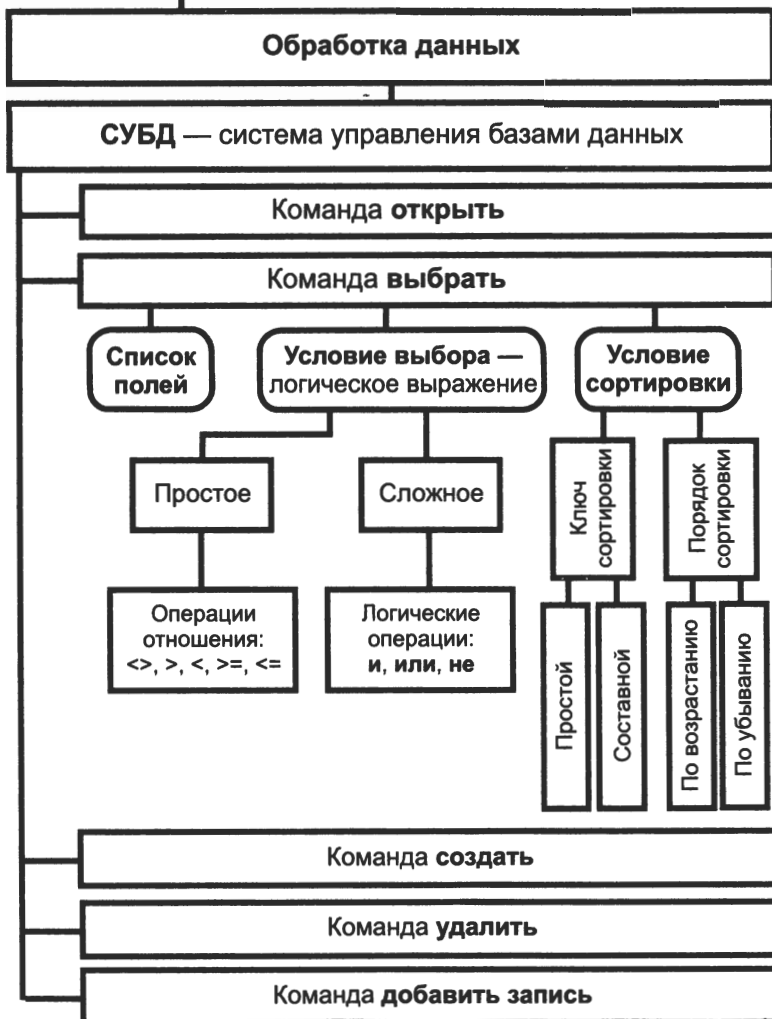 Обработка данных
СУБД — система управления базами данных
Команда открыть
Команда выбрать
Список
полей
Условие выбора —
логическое выражение
Условие
сортировки
Простое
Сложное
Операции
отношения:
<>, >, <, >=, <=
Логические
операции:
и, или, не
Ключ
сортировки
Порядок
сортировки
Простой
Составной
По возрастанию
По убыванию
Команда создать
Команда удалить
Команда добавить запись